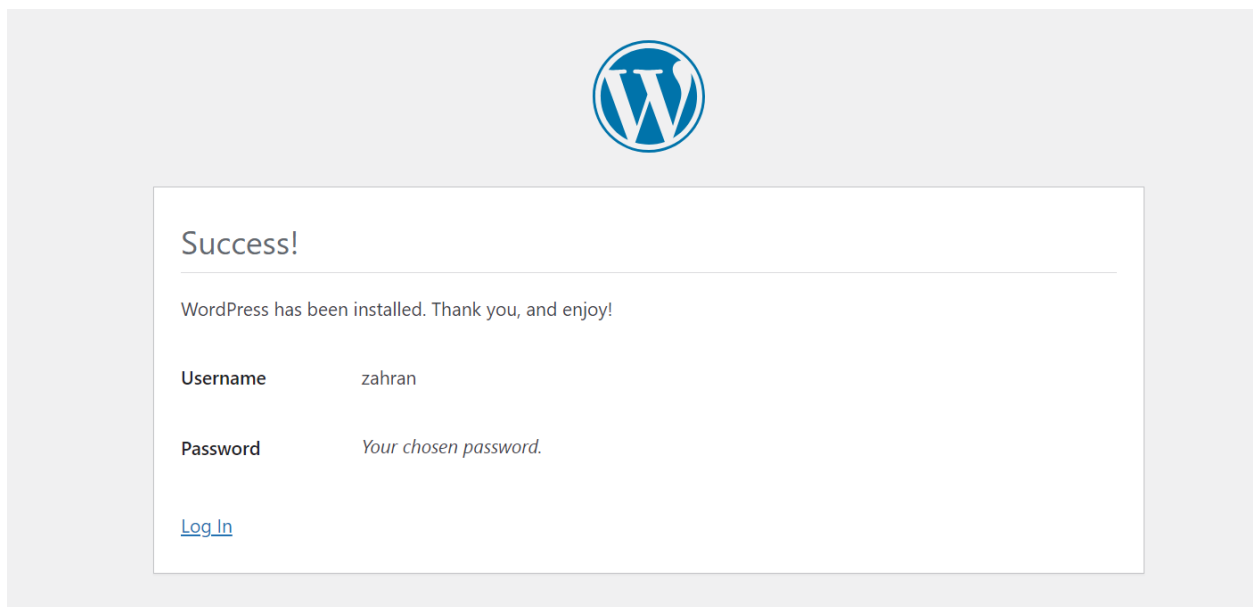 Success!
WordPress has been installed. Thank you, and enjoy!
Username zahran
Password Your chosen password.
Log In